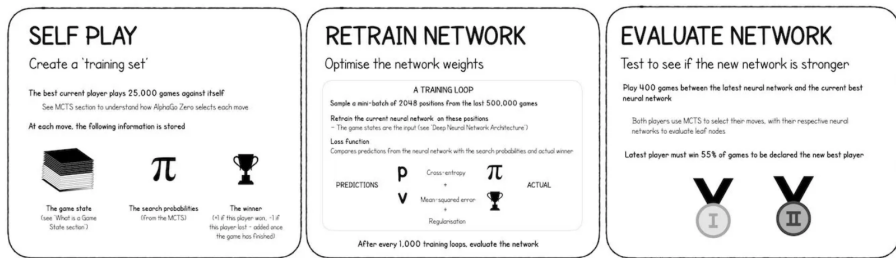 SELF PLAY
Create a 'training set'
The best current player plays 25,000 games against itself
See MCTS section to understand how AlphaGo Zero selects each move
At each move, the following information is stored
π
The game state
(see 'What is a Game
State section')
The search probabilities
(from the MCTS)
The winner
(+1 if this player won, -1 if
this player lost - added once
the game has finished)
RETRAIN NETWORK
Optimise the network weights
A TRAINING LOOP
Sample a mini-batch of 2048 positions from the last 500,000 games
Retrain the current neural network on these positions
- The game states are the input (see 'Deep Neural Network Architecture')
Loss function
Compares predictions from the neural network with the search probabilities and actual winner
PREDICTIONS
p
v
Cross-entropy
+
Mean-squared error
+
Regularisation
π
ACTUAL
After every 1,000 training loops, evaluate the network
EVALUATE NETWORK
Test to see if the new network is stronger
Play 400 games between the latest neural network and the current best
neural network
Both players use MCTS to select their moves, with their respective neural
networks to evaluate leaf nodes
Latest player must win 55% of games to be declared the new best player
I
II